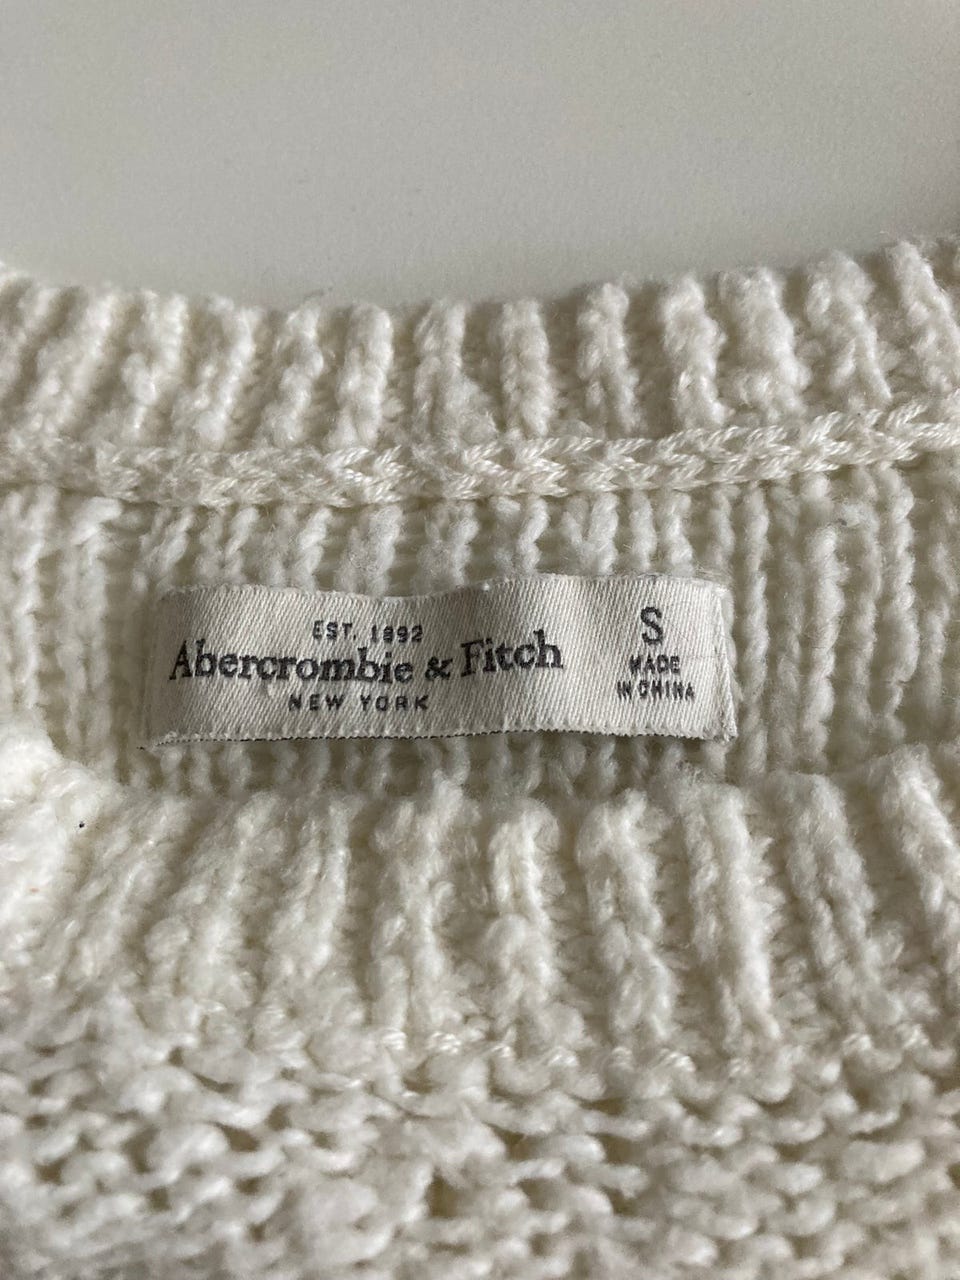 EST. 1892
Abercrombie & Fitch
NEW YORK
S
MADE
IN CHINA